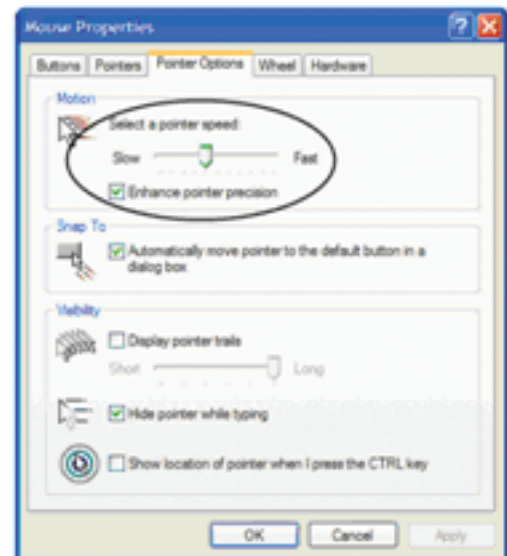 Mouse Properties
Buttons Pointers Pointer Options Wheel Hardware
Motion
Select a pointer speed:
Slow Fast
Enhance pointer precision
Snap To
Automatically move pointer to the default button in a
dialog box
Visibility
Display pointer trails
Short Long
Hide pointer while typing
Show location of pointer when I press the CTRL key
OK Cancel Apply